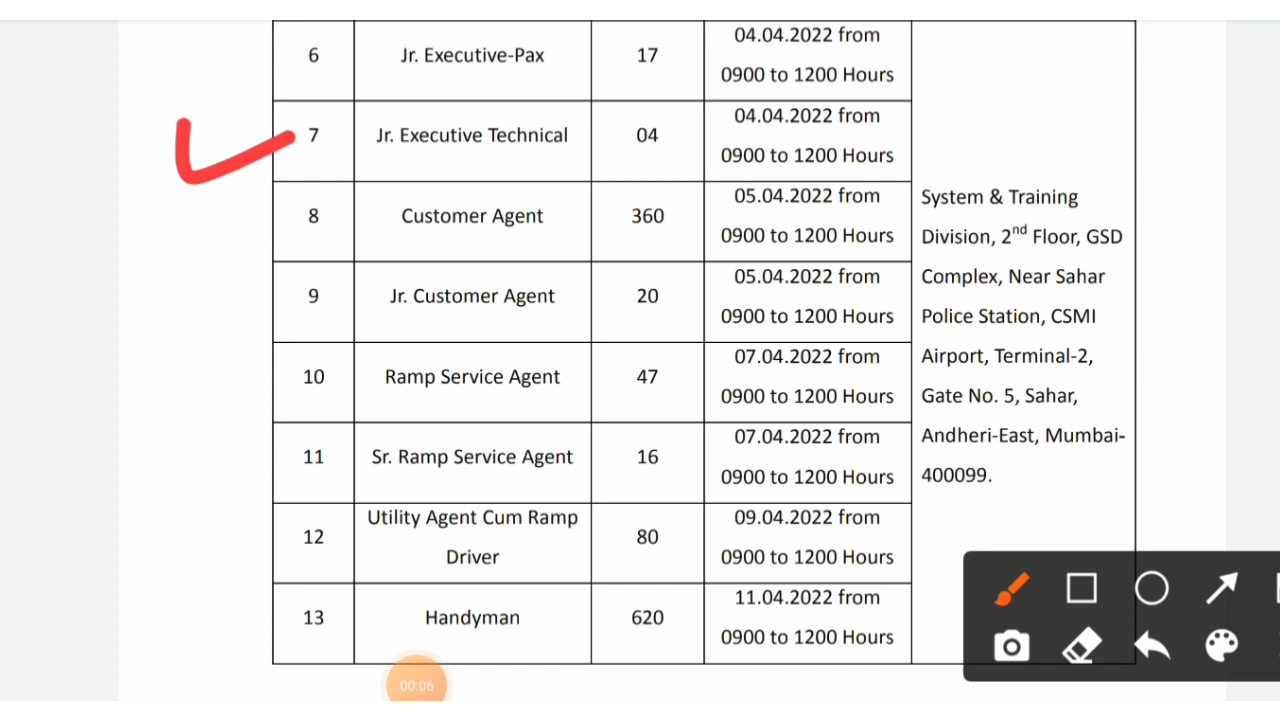 6 Jr. Executive-Pax 17 04.04.2022 from
0900 to 1200 Hours
7 Jr. Executive Technical 04 04.04.2022 from
0900 to 1200 Hours
8 Customer Agent 360 05.04.2022 from
0900 to 1200 Hours
9 Jr. Customer Agent 20 05.04.2022 from
0900 to 1200 Hours
10 Ramp Service Agent 47 07.04.2022 from
0900 to 1200 Hours
11 Sr. Ramp Service Agent 16 07.04.2022 from
0900 to 1200 Hours
12 Utility Agent Cum Ramp
Driver 80 09.04.2022 from
0900 to 1200 Hours
13 Handyman 620 11.04.2022 from
0900 to 1200 Hours
System & Training
Division, 2nd Floor, GSD
Complex, Near Sahar
Police Station, CSMI
Airport, Terminal-2,
Gate No. 5, Sahar,
Andheri-East, Mumbai-
400099.
00:06